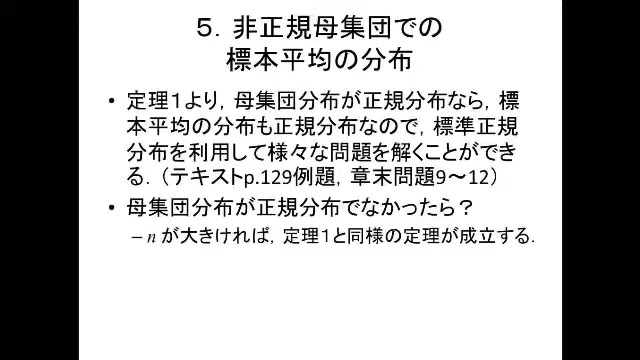 ５．非正規母集団での
標本平均の分布
• 定理１より，母集団分布が正規分布なら，標
本平均の分布も正規分布なので，標準正規
分布を利用して様々な問題を解くことができ
る．（テキストp.129例題，章末問題9～12）
• 母集団分布が正規分布でなかったら？
– n が大きければ，定理１と同様の定理が成立する．